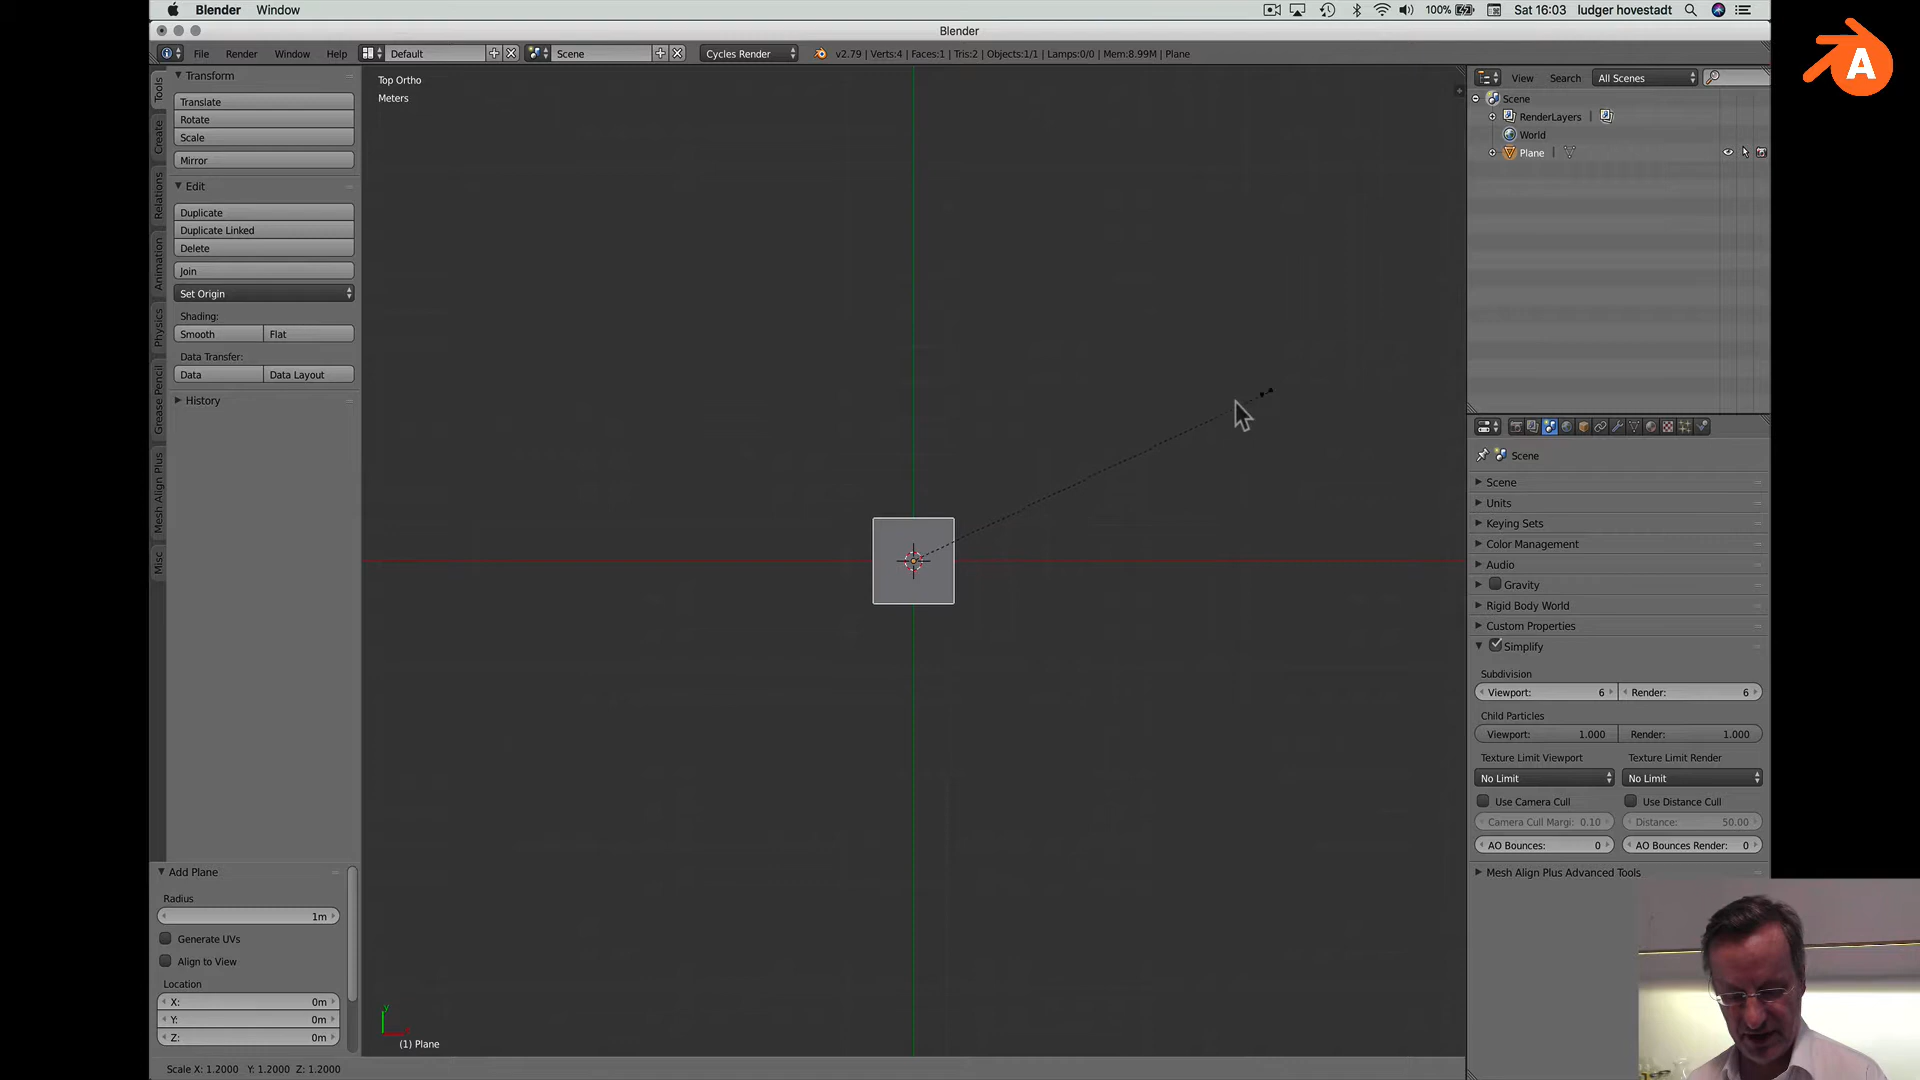 Blender Window 100% Sat 16:03 ludger hovestadt
Blender
File Render Window Help Default Scene Cycles Render v2.79 | Verts:4 | Faces:1 | Tris:2 | Objects:1/1 | Lamps:0/0 | Mem:8.99M | Plane
Tools
Create
Relations
Animation
Physics
Grease Pencil
Mesh Align Plus
Misc
Transform
Translate
Rotate
Scale
Mirror
Edit
Duplicate
Duplicate Linked
Delete
Join
Set Origin
Shading:
Smooth Flat
Data Transfer:
Data Data Layout
History
Add Plane
Radius
1m
Generate UVs
Align to View
Location
X: 0m
Y: 0m
Z: 0m
Top Ortho
Meters
y
(1) Plane
Scale X: 1.2000 Y: 1.2000 Z: 1.2000
View Search All Scenes
Scene
RenderLayers |
World
Plane |
Scene
Scene
Units
Keying Sets
Color Management
Audio
Gravity
Rigid Body World
Custom Properties
Simplify
Subdivision
Viewport: 6 Render: 6
Child Particles
Viewport: 1.000 Render: 1.000
Texture Limit Viewport Texture Limit Render
No Limit No Limit
Use Camera Cull Use Distance Cull
Camera Cull Margi: 0.10 Distance: 50.00
AO Bounces: 0 AO Bounces Render: 0
Mesh Align Plus Advanced Tools
A